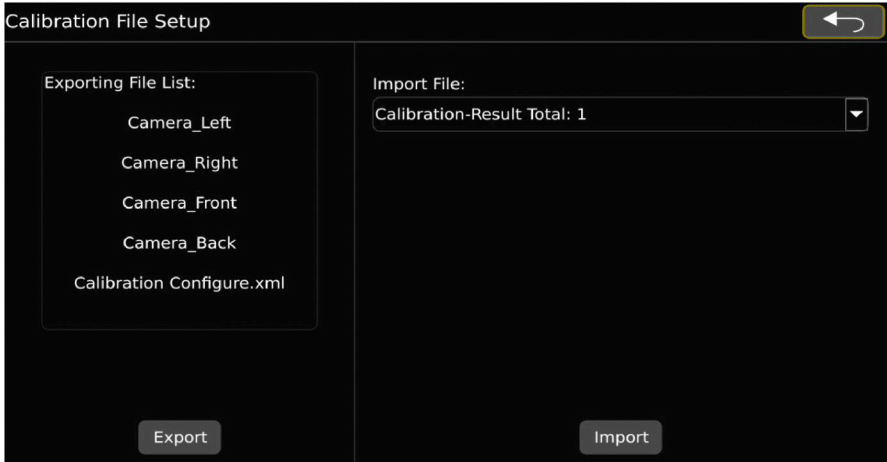 Calibration File Setup
Exporting File List:
Camera_Left
Camera_Right
Camera_Front
Camera_Back
Calibration Configure.xml
Export
Import File:
Calibration-Result Total: 1
Import